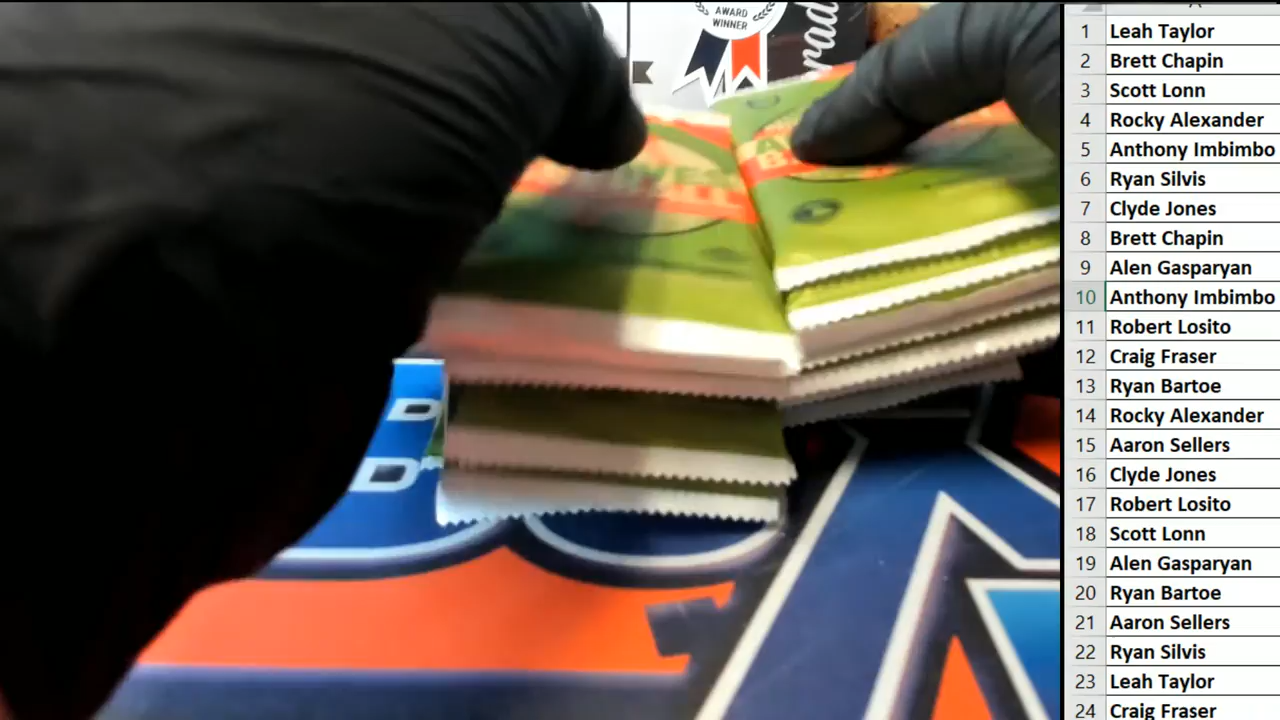 AWARD
WINNER
rad
A
1 Leah Taylor
2 Brett Chapin
3 Scott Lonn
4 Rocky Alexander
5 Anthony Imbimbo
6 Ryan Silvis
7 Clyde Jones
8 Brett Chapin
9 Alen Gasparyan
10 Anthony Imbimbo
11 Robert Losito
12 Craig Fraser
13 Ryan Bartoe
14 Rocky Alexander
15 Aaron Sellers
16 Clyde Jones
17 Robert Losito
18 Scott Lonn
19 Alen Gasparyan
20 Ryan Bartoe
21 Aaron Sellers
22 Ryan Silvis
23 Leah Taylor
24 Craig Fraser
D
D